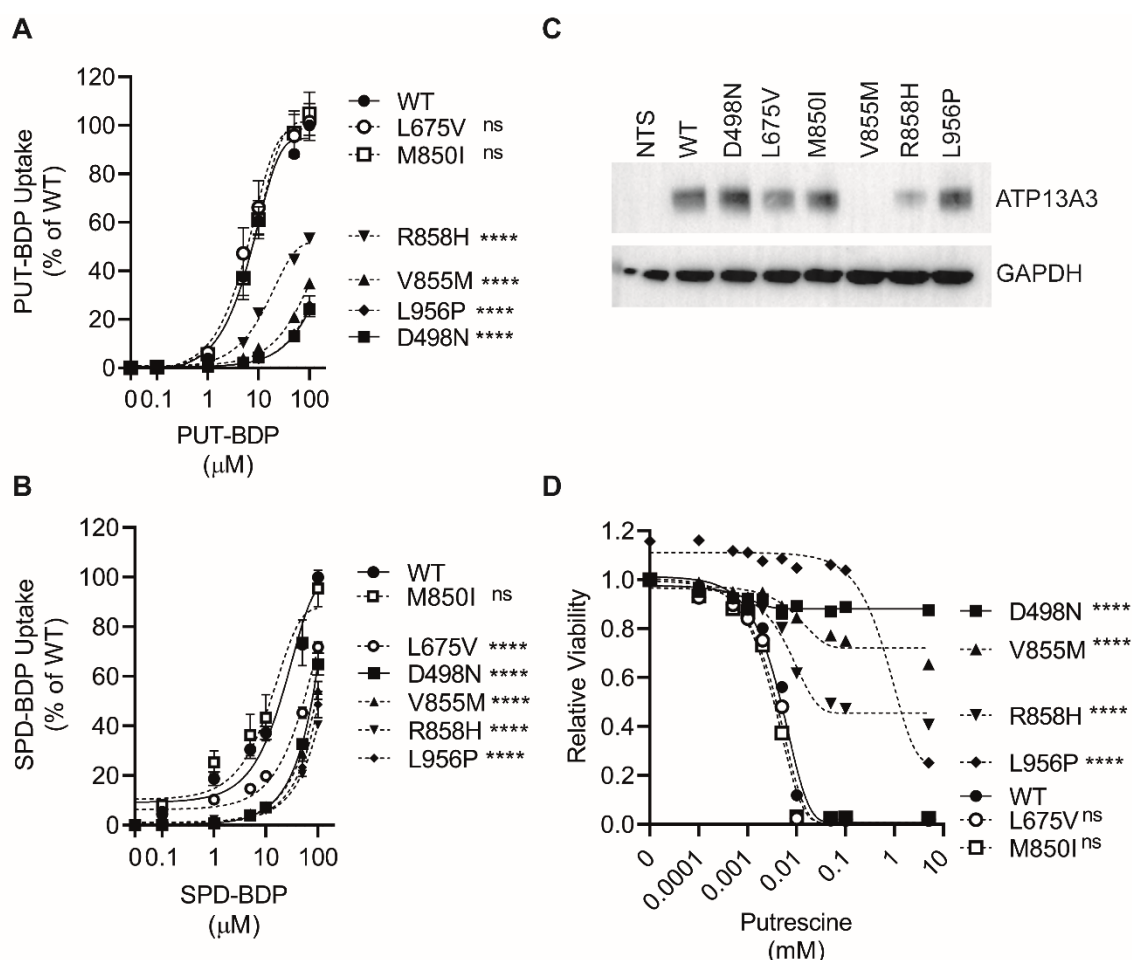 A
PUT-BDP Uptake
(% of WT)
120
100
80
60
40
20
0
0 0.1 1 10 100
PUT-BDP
(μM)
WT
L675V ns
M850I ns
R858H ****
V855M ****
L956P ****
D498N ****
C
NTS
WT
D498N
L675V
M850I
V855M
R858H
L956P
ATP13A3
GAPDH
B
SPD-BDP Uptake
(% of WT)
120
100
80
60
40
20
0
0 0.1 1 10 100
SPD-BDP
(μM)
WT
M850I ns
L675V ****
D498N ****
V855M ****
R858H ****
L956P ****
D
Relative Viability
1.2
1.0
0.8
0.6
0.4
0.2
0.0
0 0.0001 0.001 0.01 0.1 1 10
Putrescine
(mM)
D498N ****
V855M ****
R858H ****
L956P ****
WT
L675V ns
M850I ns